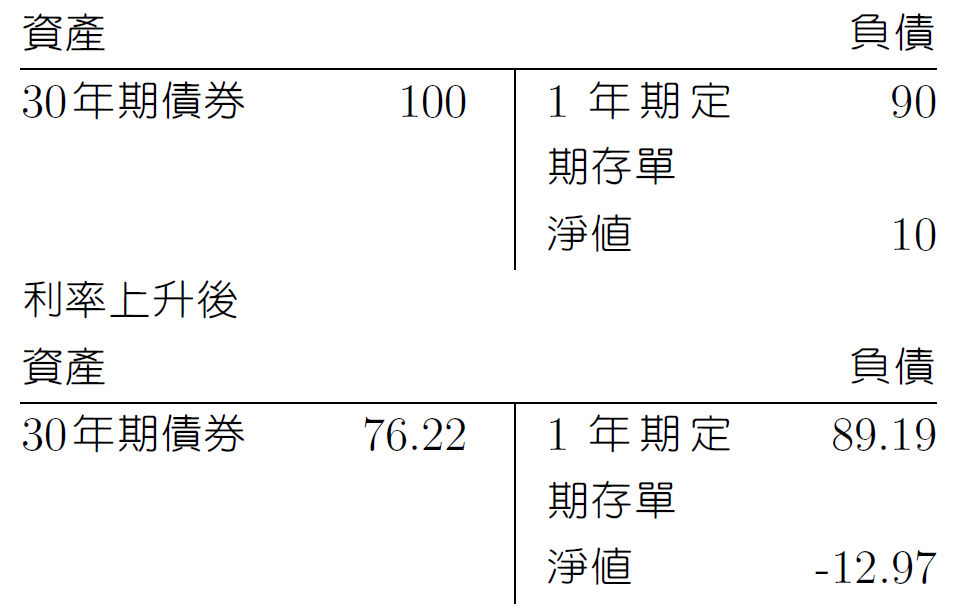 資產 負債
30年期債券 100 1 年期定 90
期存單
淨值 10
利率上升後
資產 負債
30年期債券 76.22 1 年期定 89.19
期存單
淨值 -12.97